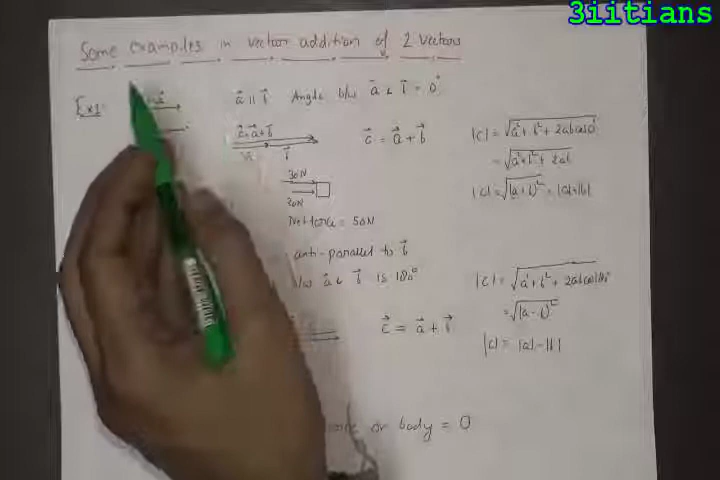 3iitians
Some examples in vector addition of 2 vectors
Ex1:
a⃗ || b⃗ Angle b/w a⃗ & b⃗ = 0°
c⃗ = a⃗ + b⃗
b⃗
c⃗ = a⃗ + b⃗
|c| = √a² + b² + 2ab cos 0°
= √a² + b² + 2ab
|c| = √(a + b)² = |a| + |b|
30N
20N
Net force = 50N
anti-parallel to b⃗
b/w a⃗ & b⃗ is 180°
c⃗ = a⃗ + b⃗
|c| = √a² + b² + 2ab cos 180°
= √(a - b)²
|c| = |a| - |b|
or body = 0